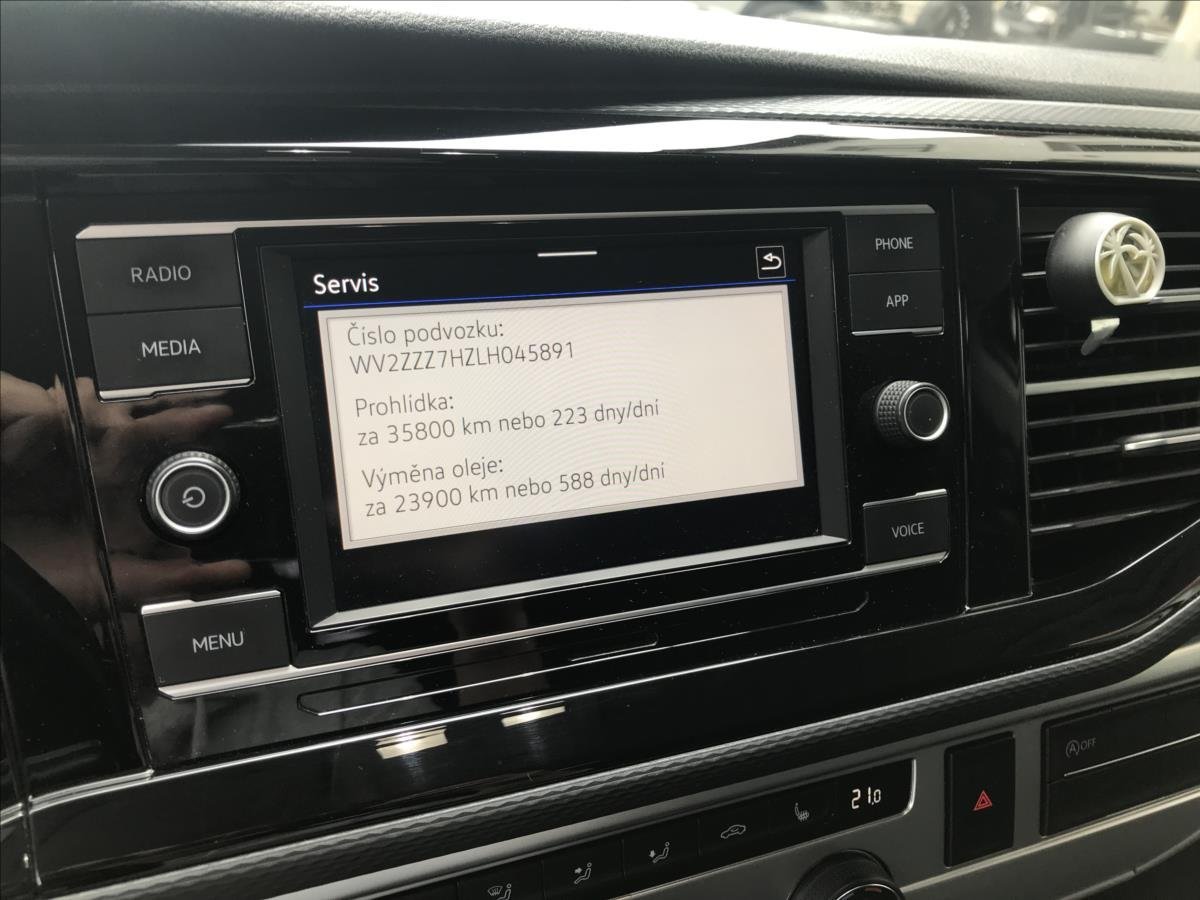 RADIO
MEDIA
MENU
Servis
Číslo podvozku:
WV2ZZZ7HZLH045891
Prohlídka:
za 35800 km nebo 223 dny/dní
Výměna oleje:
za 23900 km nebo 588 dny/dní
PHONE
APP
VOICE
21.0
A OFF